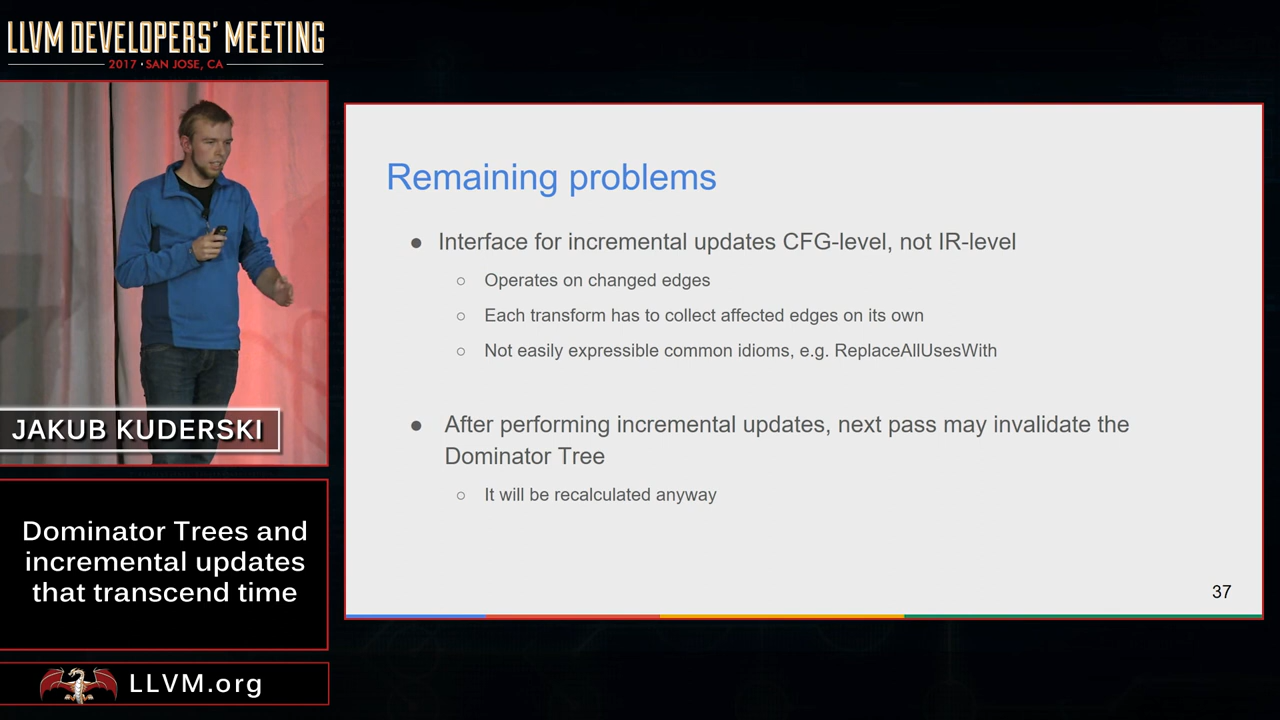 LLVM DEVELOPERS' MEETING
2017 · SAN JOSE, CA
JAKUB KUDERSKI
Dominator Trees and
incremental updates
that transcend time
LLVM.org
Remaining problems
● Interface for incremental updates CFG-level, not IR-level
○ Operates on changed edges
○ Each transform has to collect affected edges on its own
○ Not easily expressible common idioms, e.g. ReplaceAllUsesWith
● After performing incremental updates, next pass may invalidate the
Dominator Tree
○ It will be recalculated anyway
37